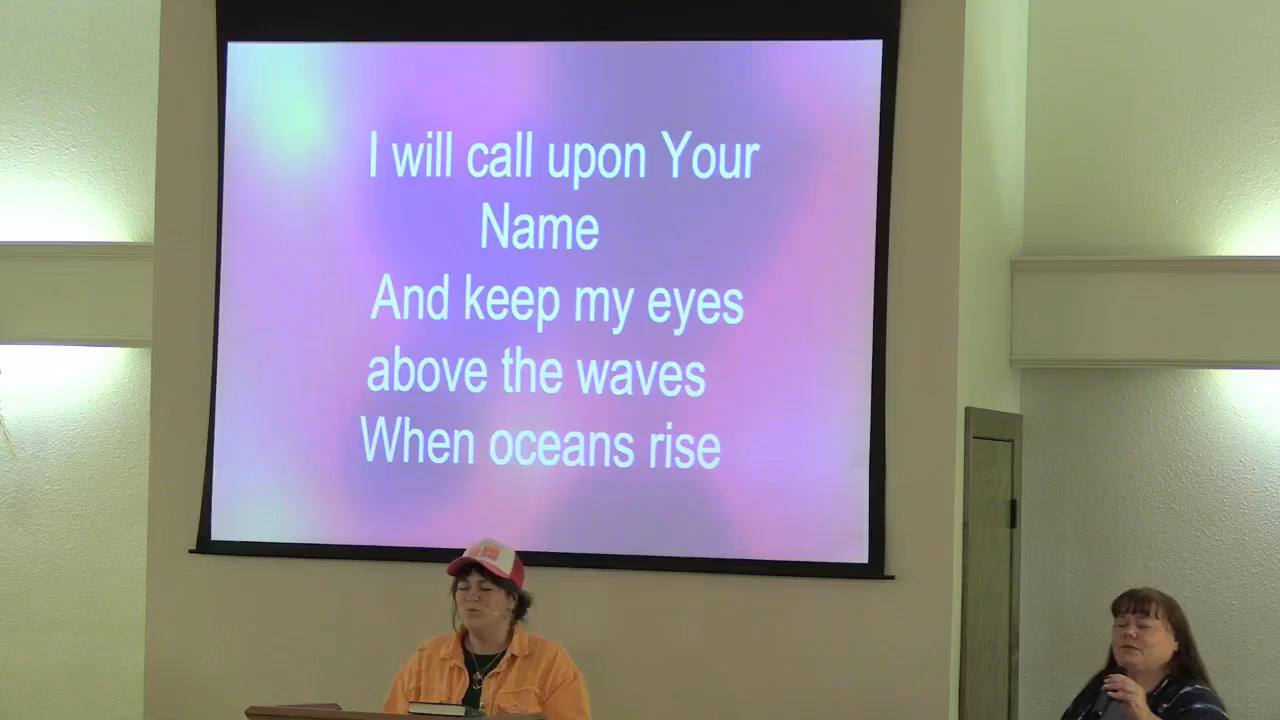 I will call upon Your
Name
And keep my eyes
above the waves
When oceans rise